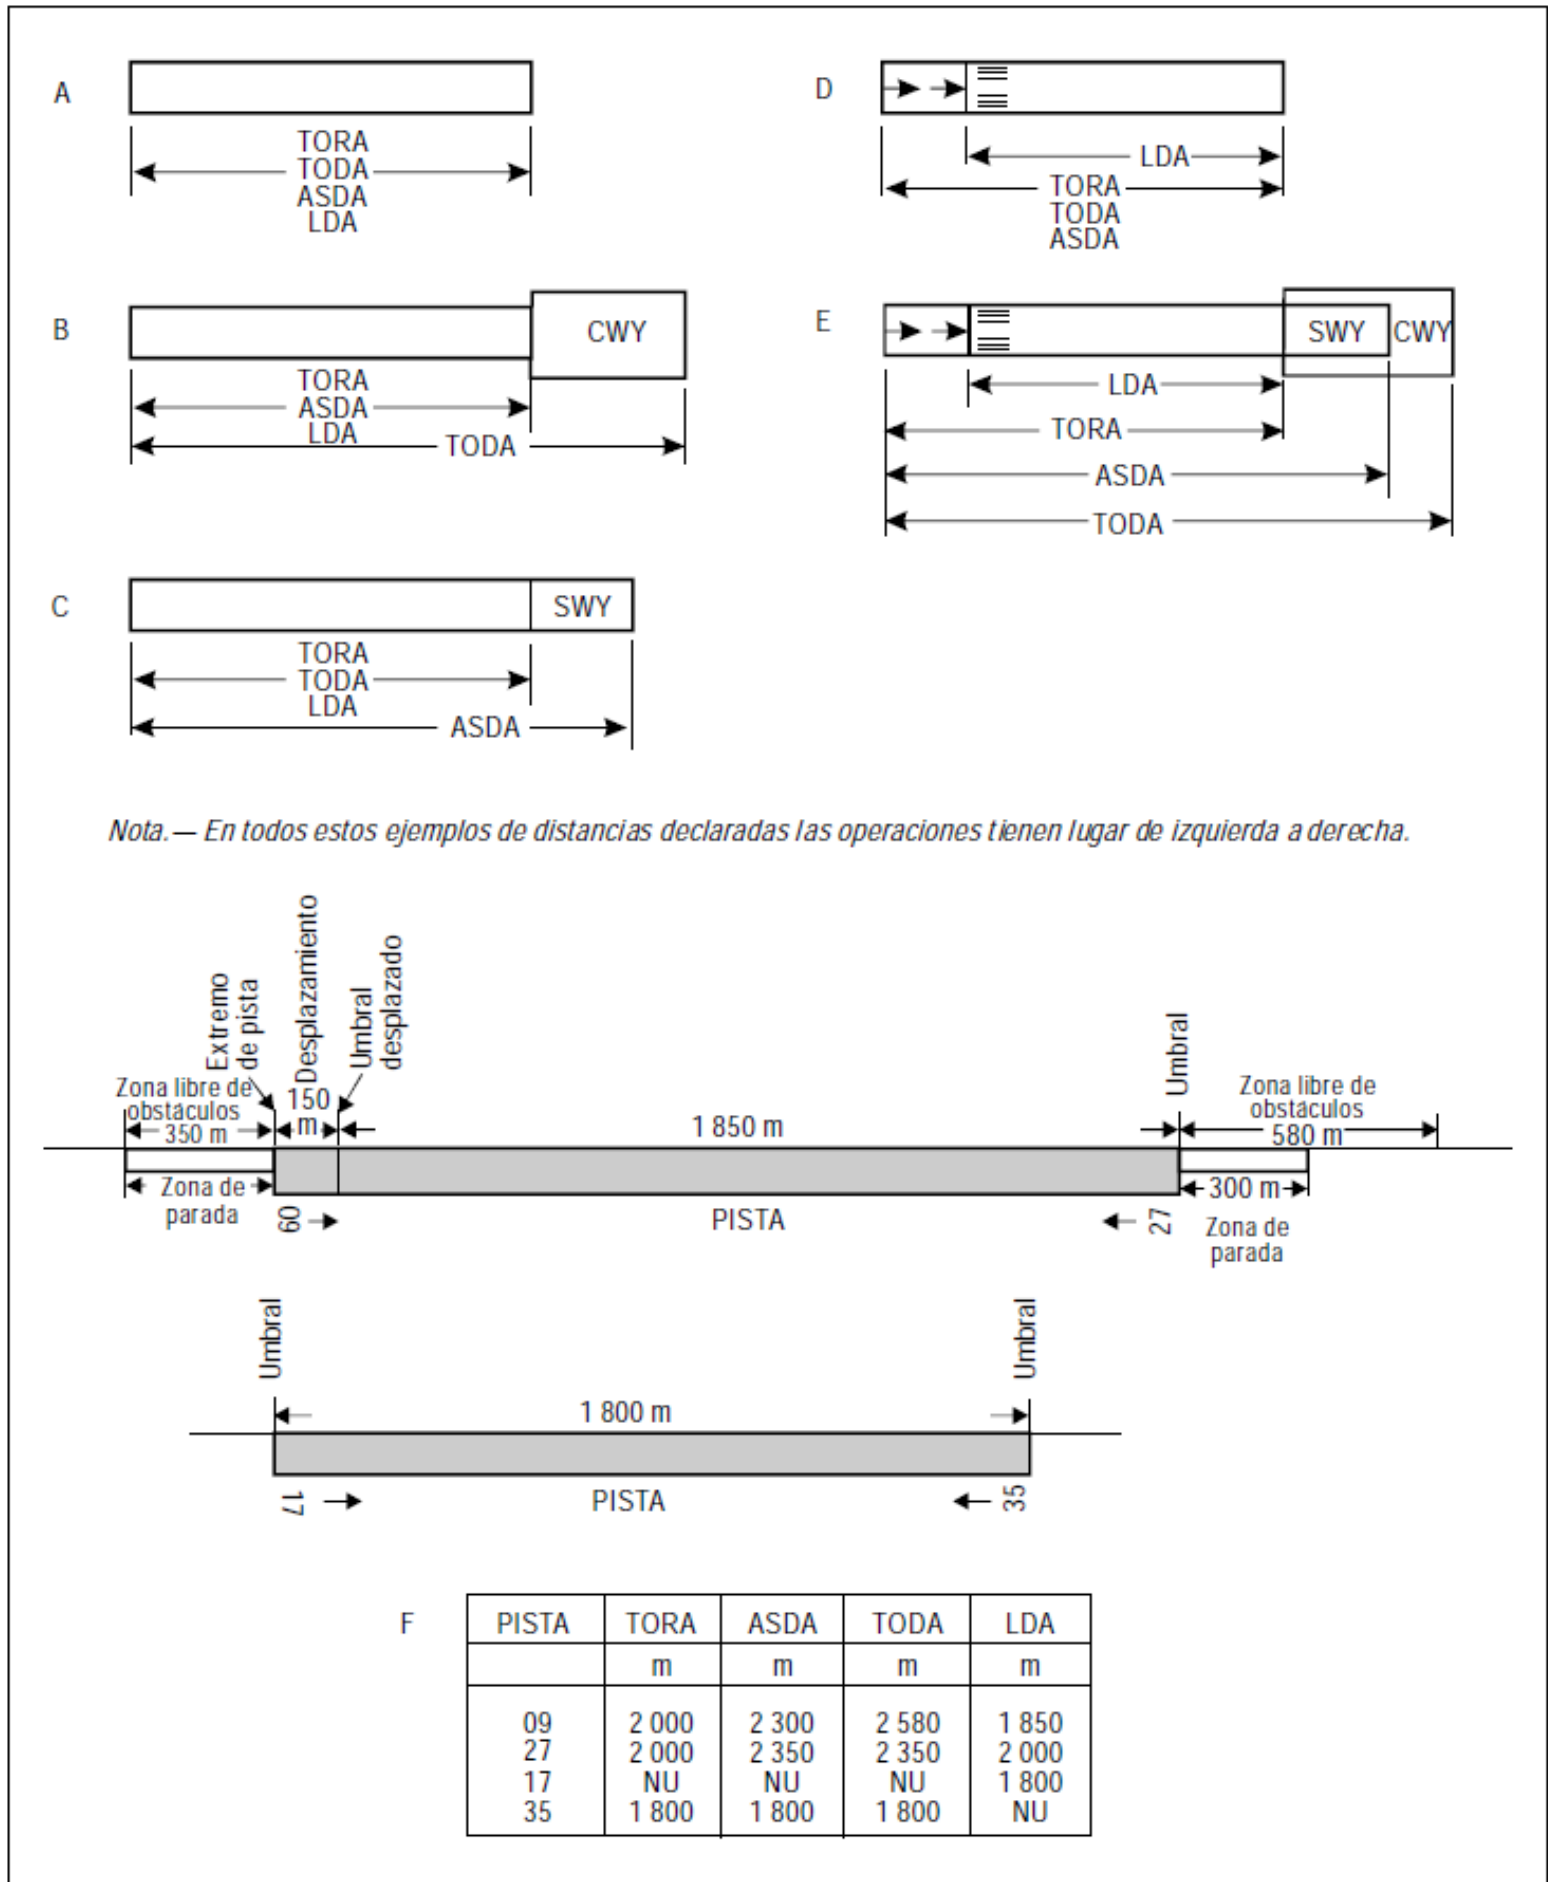 A
TORA
TODA
ASDA
LDA
B
CWY
TORA
ASDA
LDA
TODA
C
SWY
TORA
TODA
LDA
ASDA
D
LDA
TORA
TODA
ASDA
E
SWY
CWY
LDA
TORA
ASDA
TODA
Nota.— En todos estos ejemplos de distancias declaradas las operaciones tienen lugar de izquierda a derecha.
Extremo
de pista
Desplazamiento
Umbral
desplazado
Umbral
Zona libre de
obstáculos
350 m
150
m
1 850 m
Zona libre de
obstáculos
580 m
Zona de
parada
09
PISTA
27
300 m
Zona de
parada
Umbral
Umbral
1 800 m
17
PISTA
35
F
PISTA TORA ASDA TODA LDA
m m m m
09 2 000 2 300 2 580 1 850
27 2 000 2 350 2 350 2 000
17 NU NU NU 1 800
35 1 800 1 800 1 800 NU